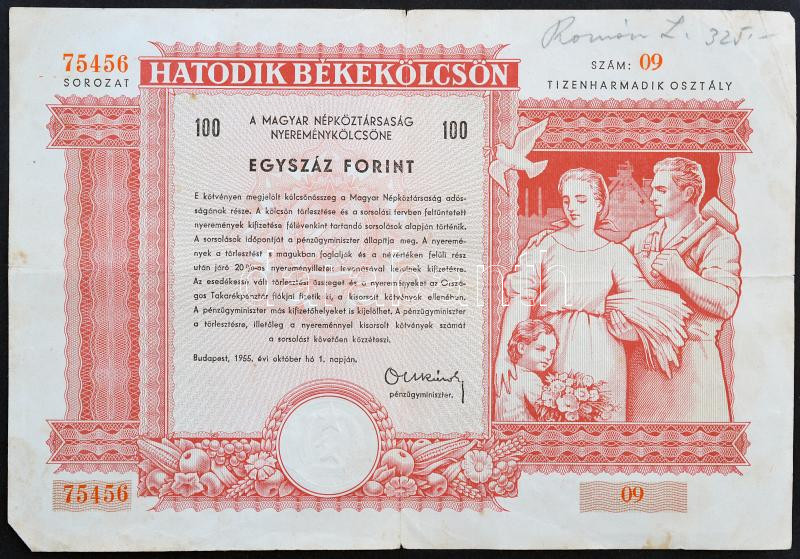 Román Z. 325.-
75456
SOROZAT
HATODIK BÉKEKÖLCSÖN
SZÁM: 09
TIZENHARMADIK OSZTÁLY
100 A MAGYAR NÉPKÖZTÁRSASÁG 100
NYEREMÉNYKÖLCSÖNE
EGYSZÁZ FORINT
E kötvényen megjelölt kölcsönösszeg a Magyar Népköztársaság adós-
ságának része. A kölcsön törlesztése és a sorsolási tervben feltüntetett
nyeremények kifizetése félévenkint tartandó sorsolások alapján történik.
A sorsolások időpontját a pénzügyminiszter állapítja meg. A nyeremé-
nyek a törlesztést is magukban foglalják és a névértéken felüli rész
után járó 20%-os nyereményilleték levonásával kerülnek kifizetésre.
Az esedékessé vált törlesztési összeget és a nyereményeket az Orszá-
gos Takarékpénztár fiókjai fizetik ki, a kisorsolt kötvények ellenében.
A pénzügyminiszter más kifizetőhelyeket is kijelölhet. A pénzügyminiszter
a törlesztésre, illetőleg a nyereménnyel kisorsolt kötvények számát
a sorsolást követően közzéteszi.
Budapest, 1955. évi október hó 1. napján.
pénzügyminiszter.
75456
09